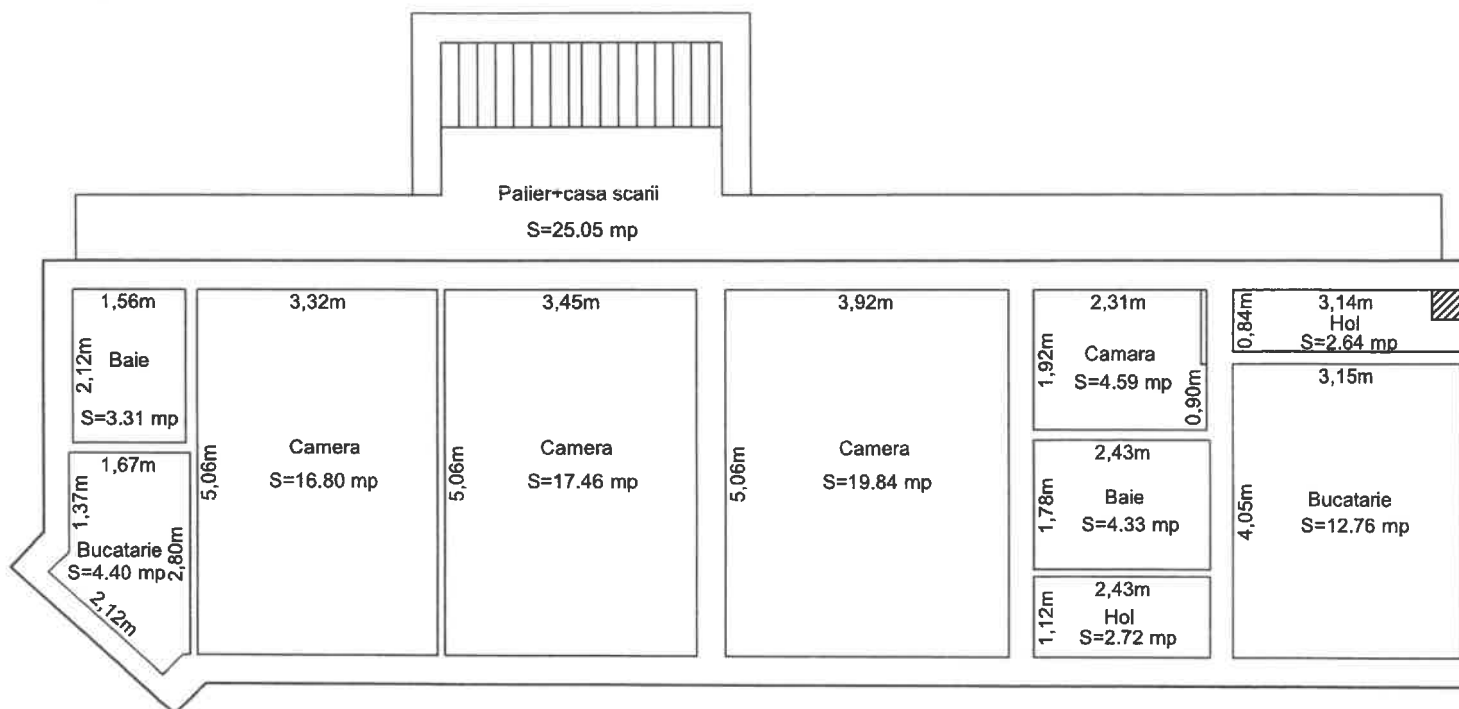 Palier+casa scarii
S=25.05 mp
1,56m
2,12m
Baie
S=3.31 mp
1,67m
1,37m
Bucatarie
S=4.40 mp
2,80m
2,12m
3,32m
5,06m
Camera
S=16.80 mp
3,45m
5,06m
Camera
S=17.46 mp
3,92m
5,06m
Camera
S=19.84 mp
2,31m
1,92m
Camara
S=4.59 mp
0,90m
2,43m
1,78m
Baie
S=4.33 mp
2,43m
1,12m
Hol
S=2.72 mp
3,14m
0,84m
Hol
S=2.64 mp
3,15m
4,05m
Bucatarie
S=12.76 mp